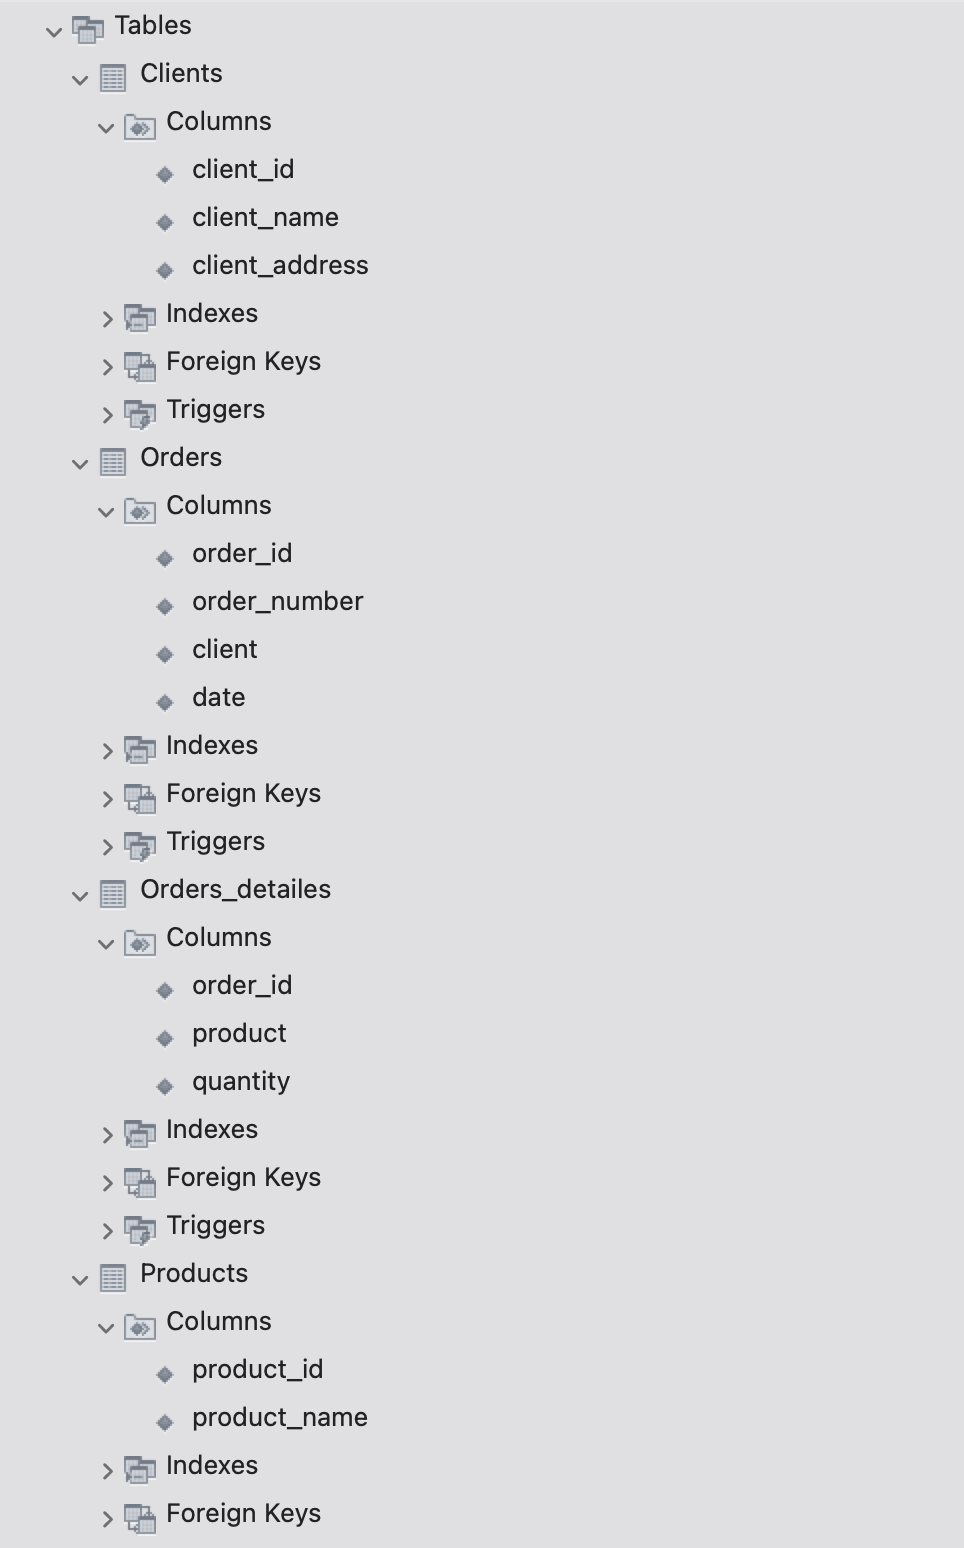 Tables
Clients
Columns
client_id
client_name
client_address
Indexes
Foreign Keys
Triggers
Orders
Columns
order_id
order_number
client
date
Indexes
Foreign Keys
Triggers
Orders_detailes
Columns
order_id
product
quantity
Indexes
Foreign Keys
Triggers
Products
Columns
product_id
product_name
Indexes
Foreign Keys